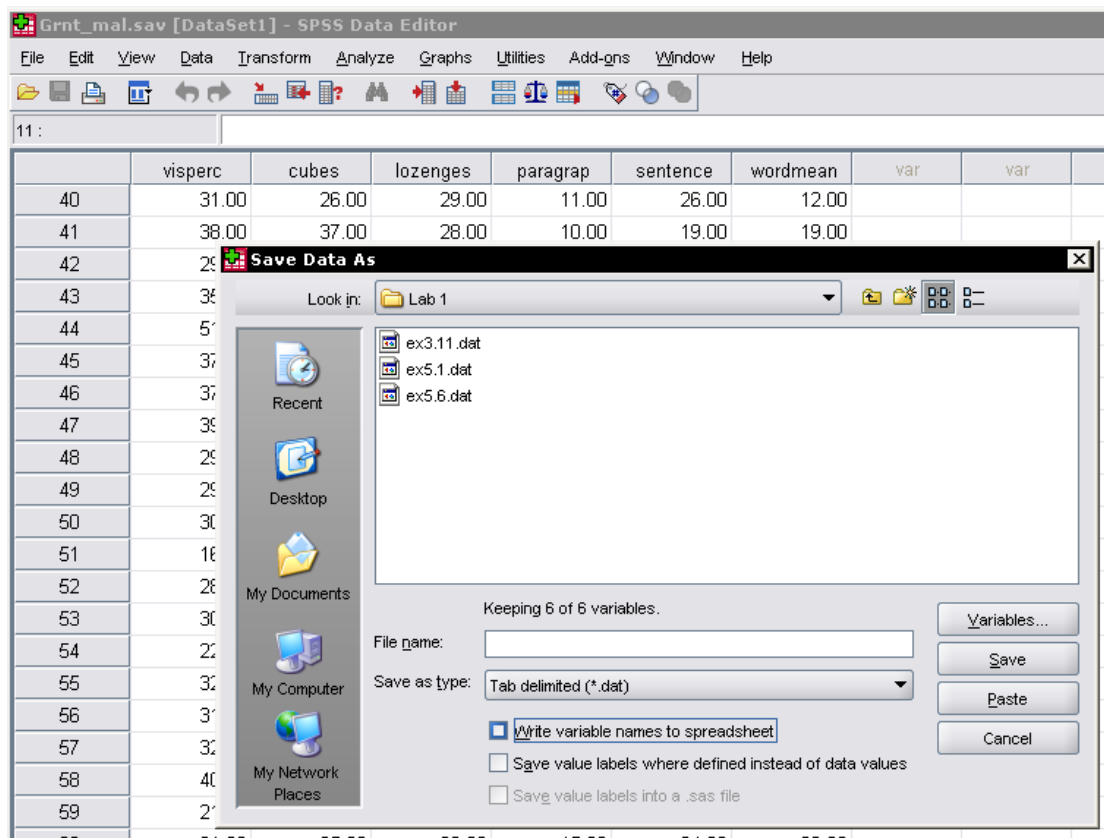 Grnt_mal.sav [DataSet1] - SPSS Data Editor
File Edit View Data Transform Analyze Graphs Utilities Add-ons Window Help
11 :
visperc cubes lozenges paragrap sentence wordmean var var
40 31.00 26.00 29.00 11.00 26.00 12.00
41 38.00 37.00 28.00 10.00 19.00 19.00
42
43
44
45
46
47
48
49
50
51
52
53
54
55
56
57
58
59
Save Data As
Look in: Lab 1
ex3.11.dat
ex5.1.dat
ex5.6.dat
Recent
Desktop
My Documents
My Computer
My Network
Places
Keeping 6 of 6 variables.
File name:
Save as type: Tab delimited (*.dat)
Write variable names to spreadsheet
Save value labels where defined instead of data values
Save value labels into a .sas file
Variables...
Save
Paste
Cancel